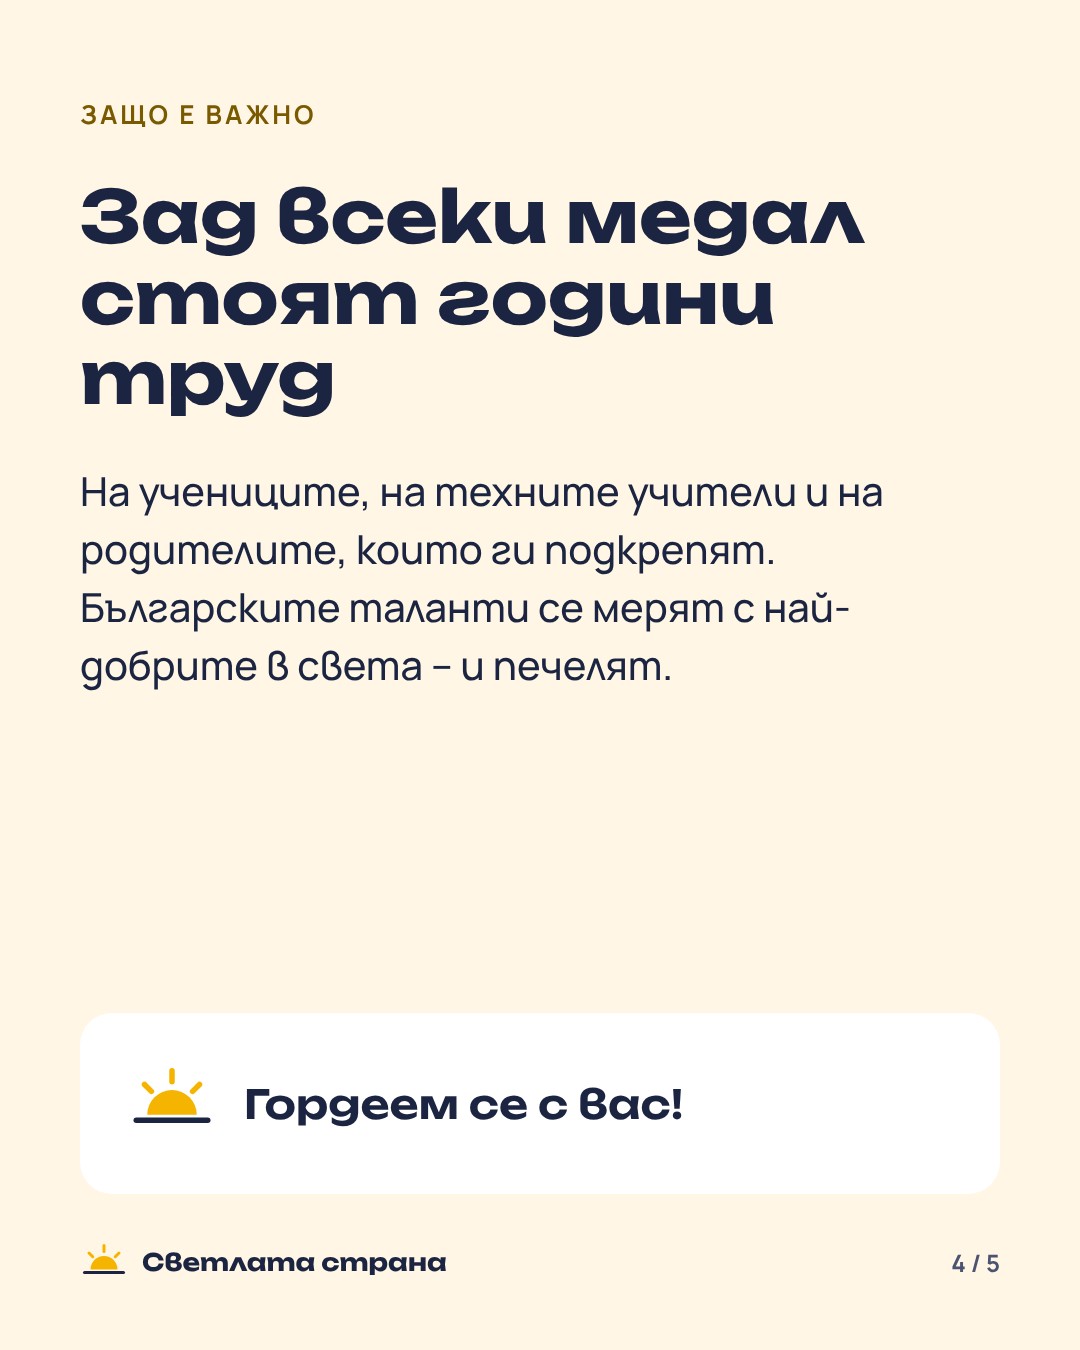 ЗАЩО Е ВАЖНО
Зад всеки медал
стоят години
труд
На учениците, на техните учители и на
родителите, които ги подкрепят.
Българските таланти се мерят с най-
добрите в света – и печелят.
Гордеем се с вас!
Светлата страна
4 / 5